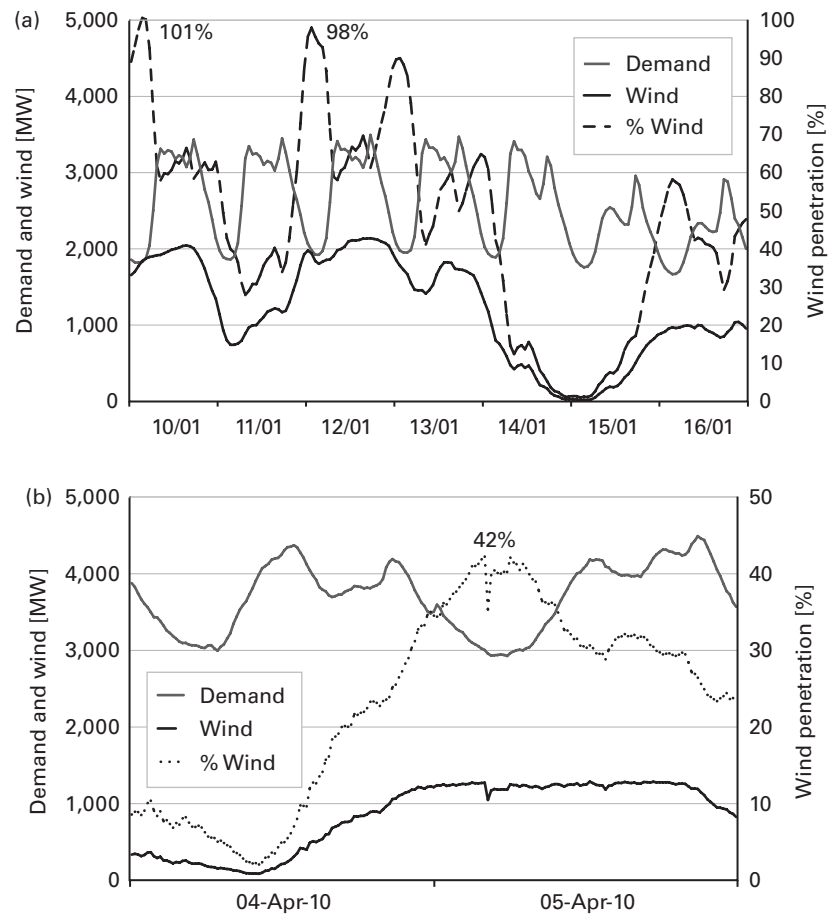 (a)
Demand and wind [MW]
5,000
4,000
3,000
2,000
1,000
0
101%
98%
Demand
Wind
% Wind
100
90
80
70
60
50
40
30
20
10
0
Wind penetration [%]
10/01 11/01 12/01 13/01 14/01 15/01 16/01
(b)
Demand and wind [MW]
5,000
4,000
3,000
2,000
1,000
0
42%
Demand
Wind
% Wind
50
40
30
20
10
0
Wind penetration [%]
04-Apr-10 05-Apr-10